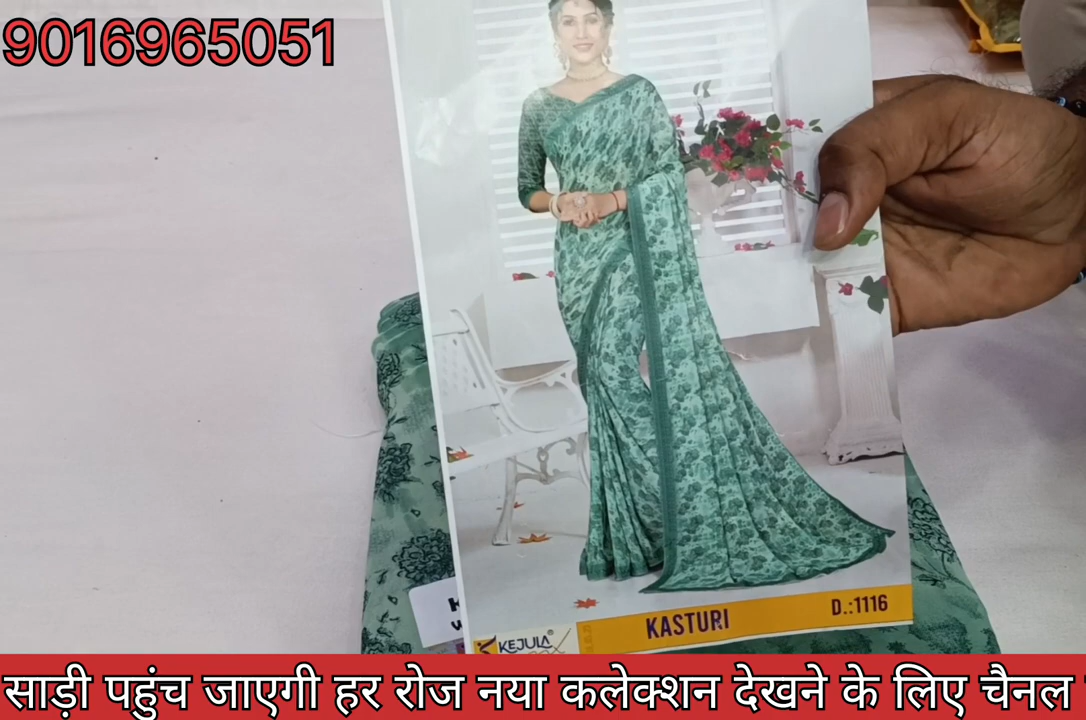 9016965051
KASTURI
D.:1116
KEJULA®
साड़ी पहुंच जाएगी हर रोज नया कलेक्शन देखने के लिए चैनल